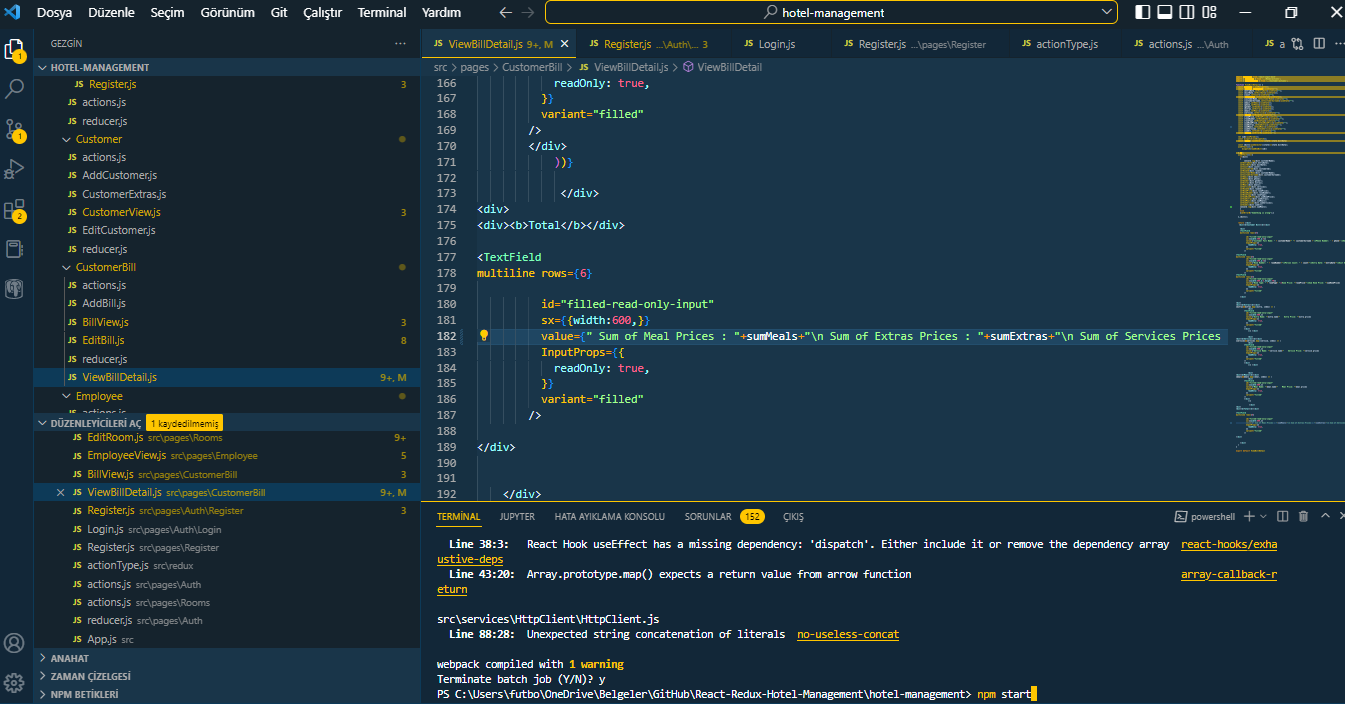 Dosya Düzenle Seçim Görünüm Git Çalıştır Terminal Yardım
hotel-management
GEZGİN
HOTEL-MANAGEMENT
JS Register.js 3
JS actions.js
JS reducer.js
Customer
JS actions.js
JS AddCustomer.js
JS CustomerExtras.js
JS CustomerView.js 3
JS EditCustomer.js
JS reducer.js
CustomerBill
JS actions.js
JS AddBill.js
JS BillView.js 3
JS EditBill.js 8
JS reducer.js
JS ViewBillDetail.js 9+, M
Employee
JS actions.js
DÜZENLEYİCİLERİ AÇ 1 kaydedilmemiş
JS EditRoom.js src\pages\Rooms 9+
JS EmployeeView.js src\pages\Employee 5
JS BillView.js src\pages\CustomerBill 3
JS ViewBillDetail.js src\pages\CustomerBill 9+, M
JS Register.js src\pages\Auth\Register 3
JS Login.js src\pages\Auth\Login
JS Register.js src\pages\Register
JS actionType.js src\redux
JS actions.js src\pages\Auth
JS actions.js src\pages\Rooms
JS reducer.js src\pages\Auth
JS App.js src
ANAHAT
ZAMAN ÇİZELGESİ
NPM BETİKLERİ
JS ViewBillDetail.js 9+, M
JS Register.js ...\Auth\... 3
JS Login.js
JS Register.js ...\pages\Register
JS actionType.js
JS actions.js ...\Auth
JS a
src > pages > CustomerBill > JS ViewBillDetail.js > ViewBillDetail
166 readOnly: true,
167 }}
168 variant="filled"
169 />
170 </div>
171 ))}
172
173 </div>
174 <div>
175 <div><b>Total</b></div>
176
177 <TextField
178 multiline rows={6}
179
180 id="filled-read-only-input"
181 sx={{width:600,}}
182 value={" Sum of Meal Prices : "+sumMeals+"\n Sum of Extras Prices : "+sumExtras+"\n Sum of Services Prices
183 InputProps={{
184 readOnly: true,
185 }}
186 variant="filled"
187 />
188
189 </div>
190
191
192 </div>
TERMİNAL JUPYTER HATA AYIKLAMA KONSOLU SORUNLAR 152 ÇIKIŞ
powershell
Line 38:3: React Hook useEffect has a missing dependency: 'dispatch'. Either include it or remove the dependency array react-hooks/exha
ustive-deps
Line 43:20: Array.prototype.map() expects a return value from arrow function array-callback-r
eturn
src\services\HttpClient\HttpClient.js
Line 88:28: Unexpected string concatenation of literals no-useless-concat
webpack compiled with 1 warning
Terminate batch job (Y/N)? y
PS C:\Users\futbo\OneDrive\Belgeler\GitHub\React-Redux-Hotel-Management\hotel-management> npm start